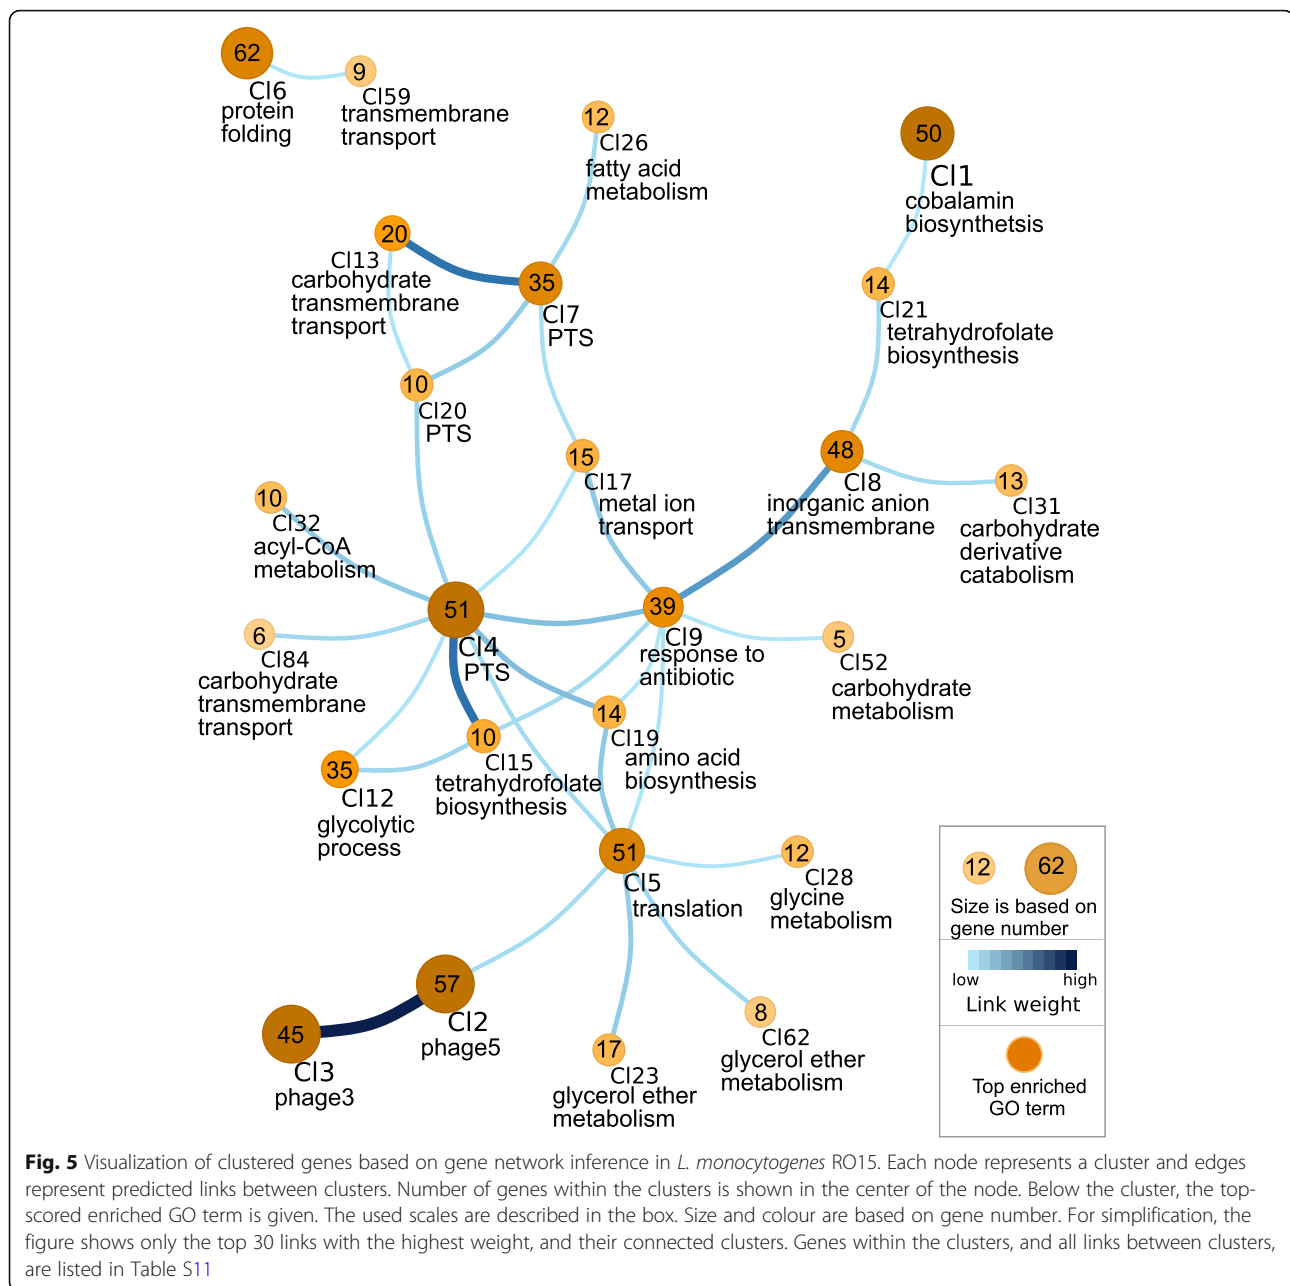 62
Cl6
protein
folding
9
Cl59
transmembrane
transport
12
Cl26
fatty acid
metabolism
50
Cl1
cobalamin
biosynthetsis
20
Cl13
carbohydrate
transmembrane
transport
35
Cl7
PTS
14
Cl21
tetrahydrofolate
biosynthesis
10
Cl20
PTS
15
Cl17
metal ion
transport
48
Cl8
inorganic anion
transmembrane
13
Cl31
carbohydrate
derivative
catabolism
10
Cl32
acyl-CoA
metabolism
51
Cl4
PTS
39
Cl9
response to
antibiotic
5
Cl52
carbohydrate
metabolism
6
Cl84
carbohydrate
transmembrane
transport
14
Cl19
amino acid
biosynthesis
10
Cl15
tetrahydrofolate
biosynthesis
35
Cl12
glycolytic
process
51
Cl5
translation
12
Cl28
glycine
metabolism
57
Cl2
phage5
45
Cl3
phage3
17
Cl23
glycerol ether
metabolism
8
Cl62
glycerol ether
metabolism
12
62
Size is based on
gene number
low high
Link weight
Top enriched
GO term
Fig. 5 Visualization of clustered genes based on gene network inference in L. monocytogenes RO15. Each node represents a cluster and edges
represent predicted links between clusters. Number of genes within the clusters is shown in the center of the node. Below the cluster, the top-
scored enriched GO term is given. The used scales are described in the box. Size and colour are based on gene number. For simplification, the
figure shows only the top 30 links with the highest weight, and their connected clusters. Genes within the clusters, and all links between clusters,
are listed in Table S11